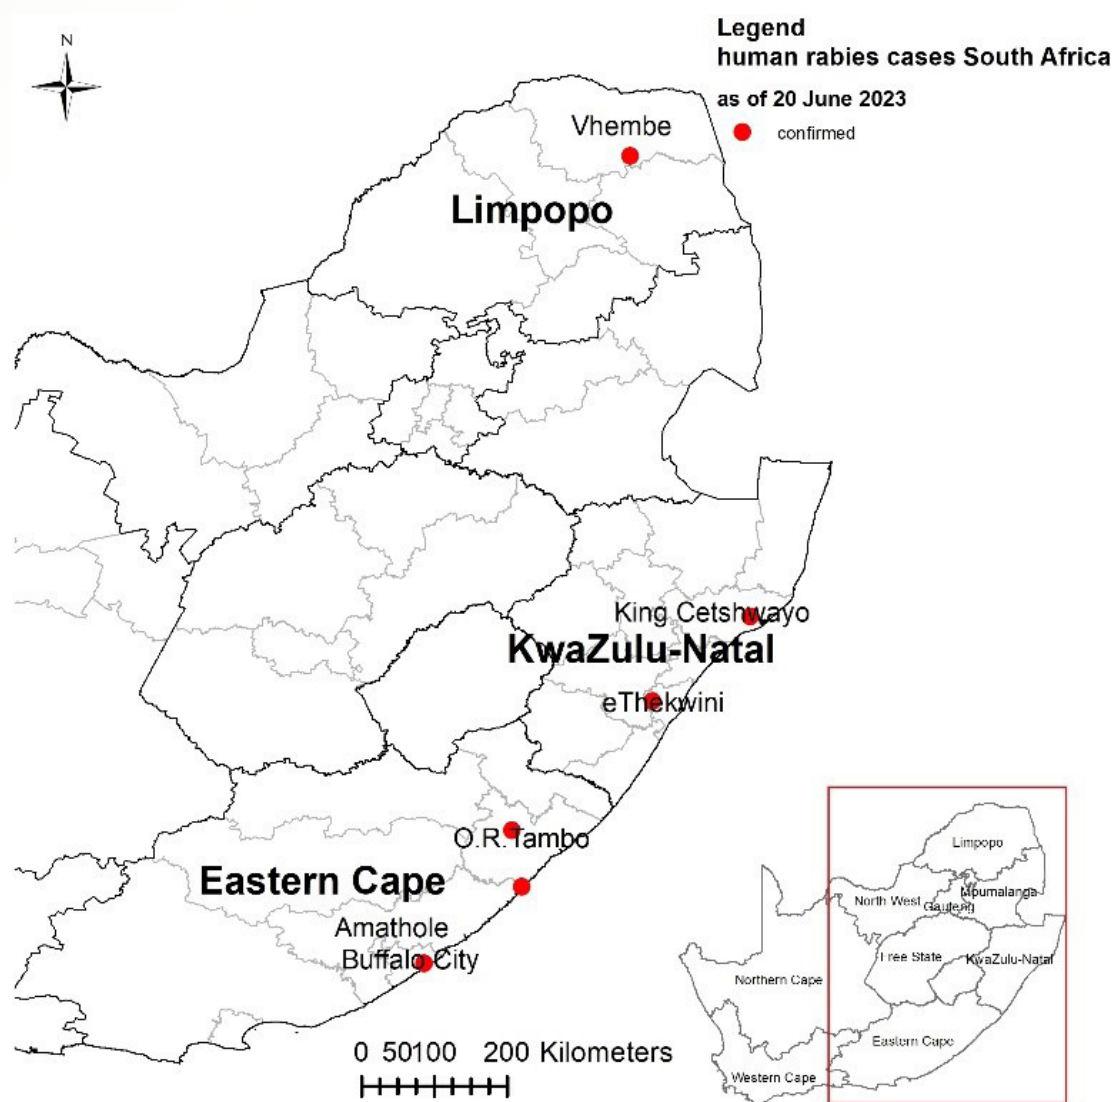 N
Legend
human rabies cases South Africa
as of 20 June 2023
confirmed
Vhembe
Limpopo
King Cetshwayo
KwaZulu-Natal
eThekwini
O.R.Tambo
Eastern Cape
Amathole
Buffalo City
0 50 100 200 Kilometers
Limpopo
Mpumalanga
North West
Gauteng
Free State
KwaZulu-Natal
Northern Cape
Eastern Cape
Western Cape